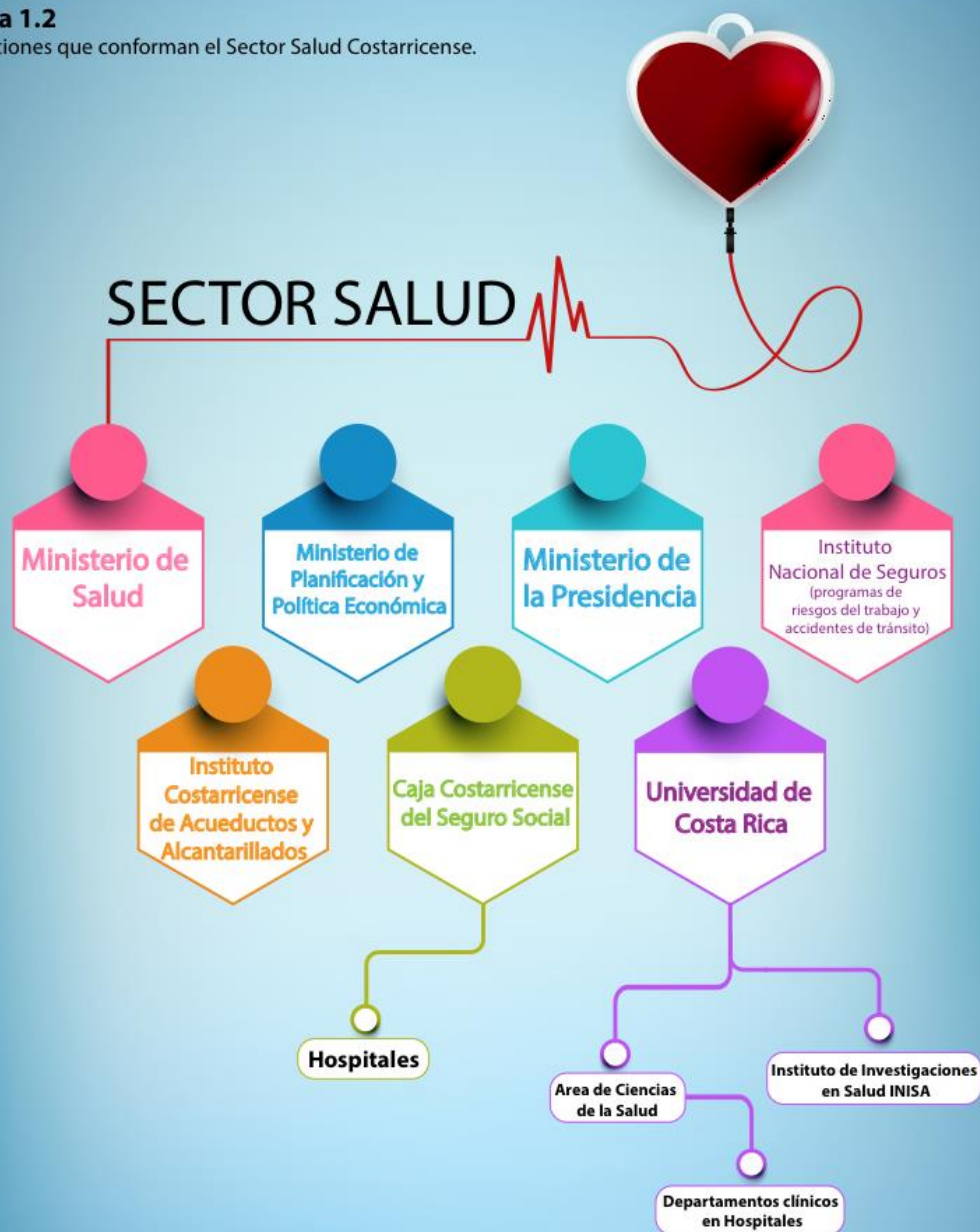 a 1.2
ciones que conforman el Sector Salud Costarricense.
SECTOR SALUD
Ministerio de
Salud
Ministerio de
Planificación y
Política Económica
Ministerio de
la Presidencia
Instituto
Nacional de Seguros
(programas de
riesgos del trabajo y
accidentes de tránsito)
Instituto
Costarricense
de Acueductos y
Alcantarillados
Caja Costarricense
del Seguro Social
Universidad de
Costa Rica
Hospitales
Area de Ciencias
de la Salud
Instituto de Investigaciones
en Salud INISA
Departamentos clínicos
en Hospitales